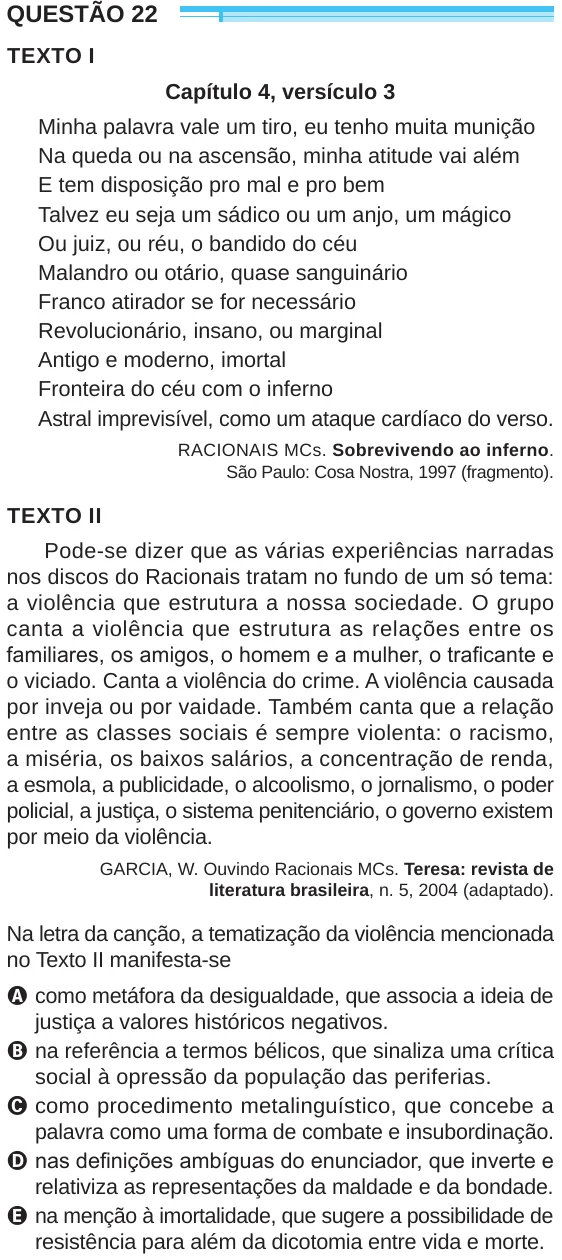 QUESTÃO 22
TEXTO I
Capítulo 4, versículo 3
Minha palavra vale um tiro, eu tenho muita munição
Na queda ou na ascensão, minha atitude vai além
E tem disposição pro mal e pro bem
Talvez eu seja um sádico ou um anjo, um mágico
Ou juiz, ou réu, o bandido do céu
Malandro ou otário, quase sanguinário
Franco atirador se for necessário
Revolucionário, insano, ou marginal
Antigo e moderno, imortal
Fronteira do céu com o inferno
Astral imprevisível, como um ataque cardíaco do verso.
RACIONAIS MCs. Sobrevivendo ao inferno.
São Paulo: Cosa Nostra, 1997 (fragmento).
TEXTO II
Pode-se dizer que as várias experiências narradas
nos discos do Racionais tratam no fundo de um só tema:
a violência que estrutura a nossa sociedade. O grupo
canta a violência que estrutura as relações entre os
familiares, os amigos, o homem e a mulher, o traficante e
o viciado. Canta a violência do crime. A violência causada
por inveja ou por vaidade. Também canta que a relação
entre as classes sociais é sempre violenta: o racismo,
a miséria, os baixos salários, a concentração de renda,
a esmola, a publicidade, o alcoolismo, o jornalismo, o poder
policial, a justiça, o sistema penitenciário, o governo existem
por meio da violência.
GARCIA, W. Ouvindo Racionais MCs. Teresa: revista de
literatura brasileira, n. 5, 2004 (adaptado).
Na letra da canção, a tematização da violência mencionada
no Texto II manifesta-se
A como metáfora da desigualdade, que associa a ideia de
justiça a valores históricos negativos.
B na referência a termos bélicos, que sinaliza uma crítica
social à opressão da população das periferias.
C como procedimento metalinguístico, que concebe a
palavra como uma forma de combate e insubordinação.
D nas definições ambíguas do enunciador, que inverte e
relativiza as representações da maldade e da bondade.
E na menção à imortalidade, que sugere a possibilidade de
resistência para além da dicotomia entre vida e morte.